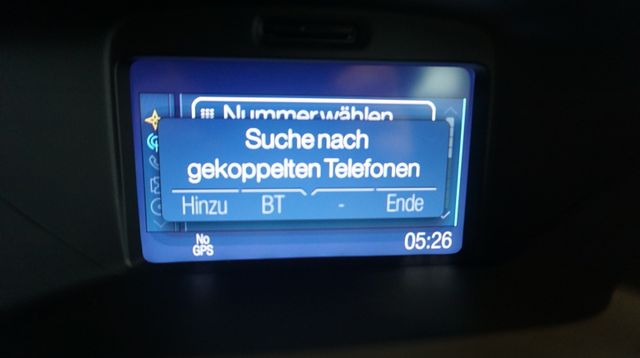 Nummer wählen
Suche nach
gekoppelten Telefonen
Hinzu BT - Ende
No
GPS
05:26